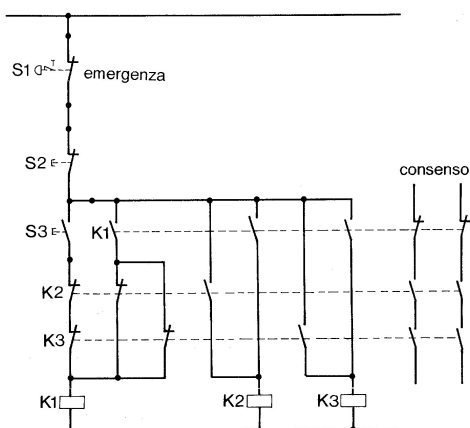 S1 emergenza
S2
consenso
S3 K1
K2
K3
K1 K2 K3